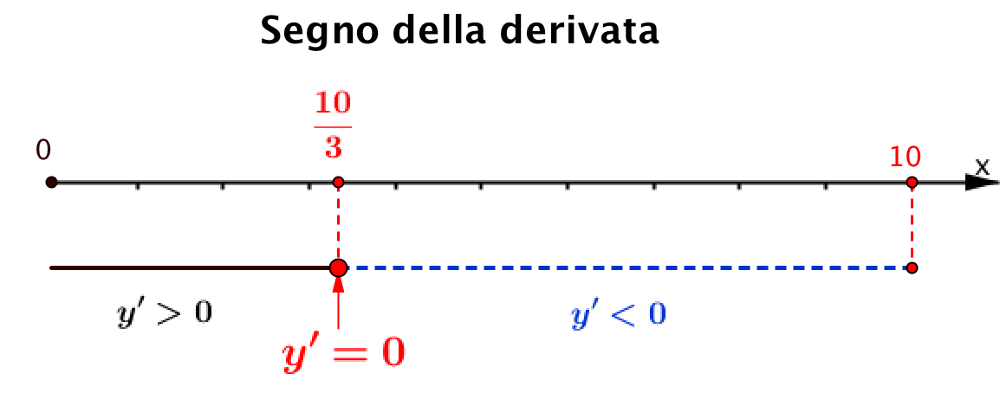 Segno della derivata
10
3
0
10
x
y′ > 0
y′ < 0
y′ = 0